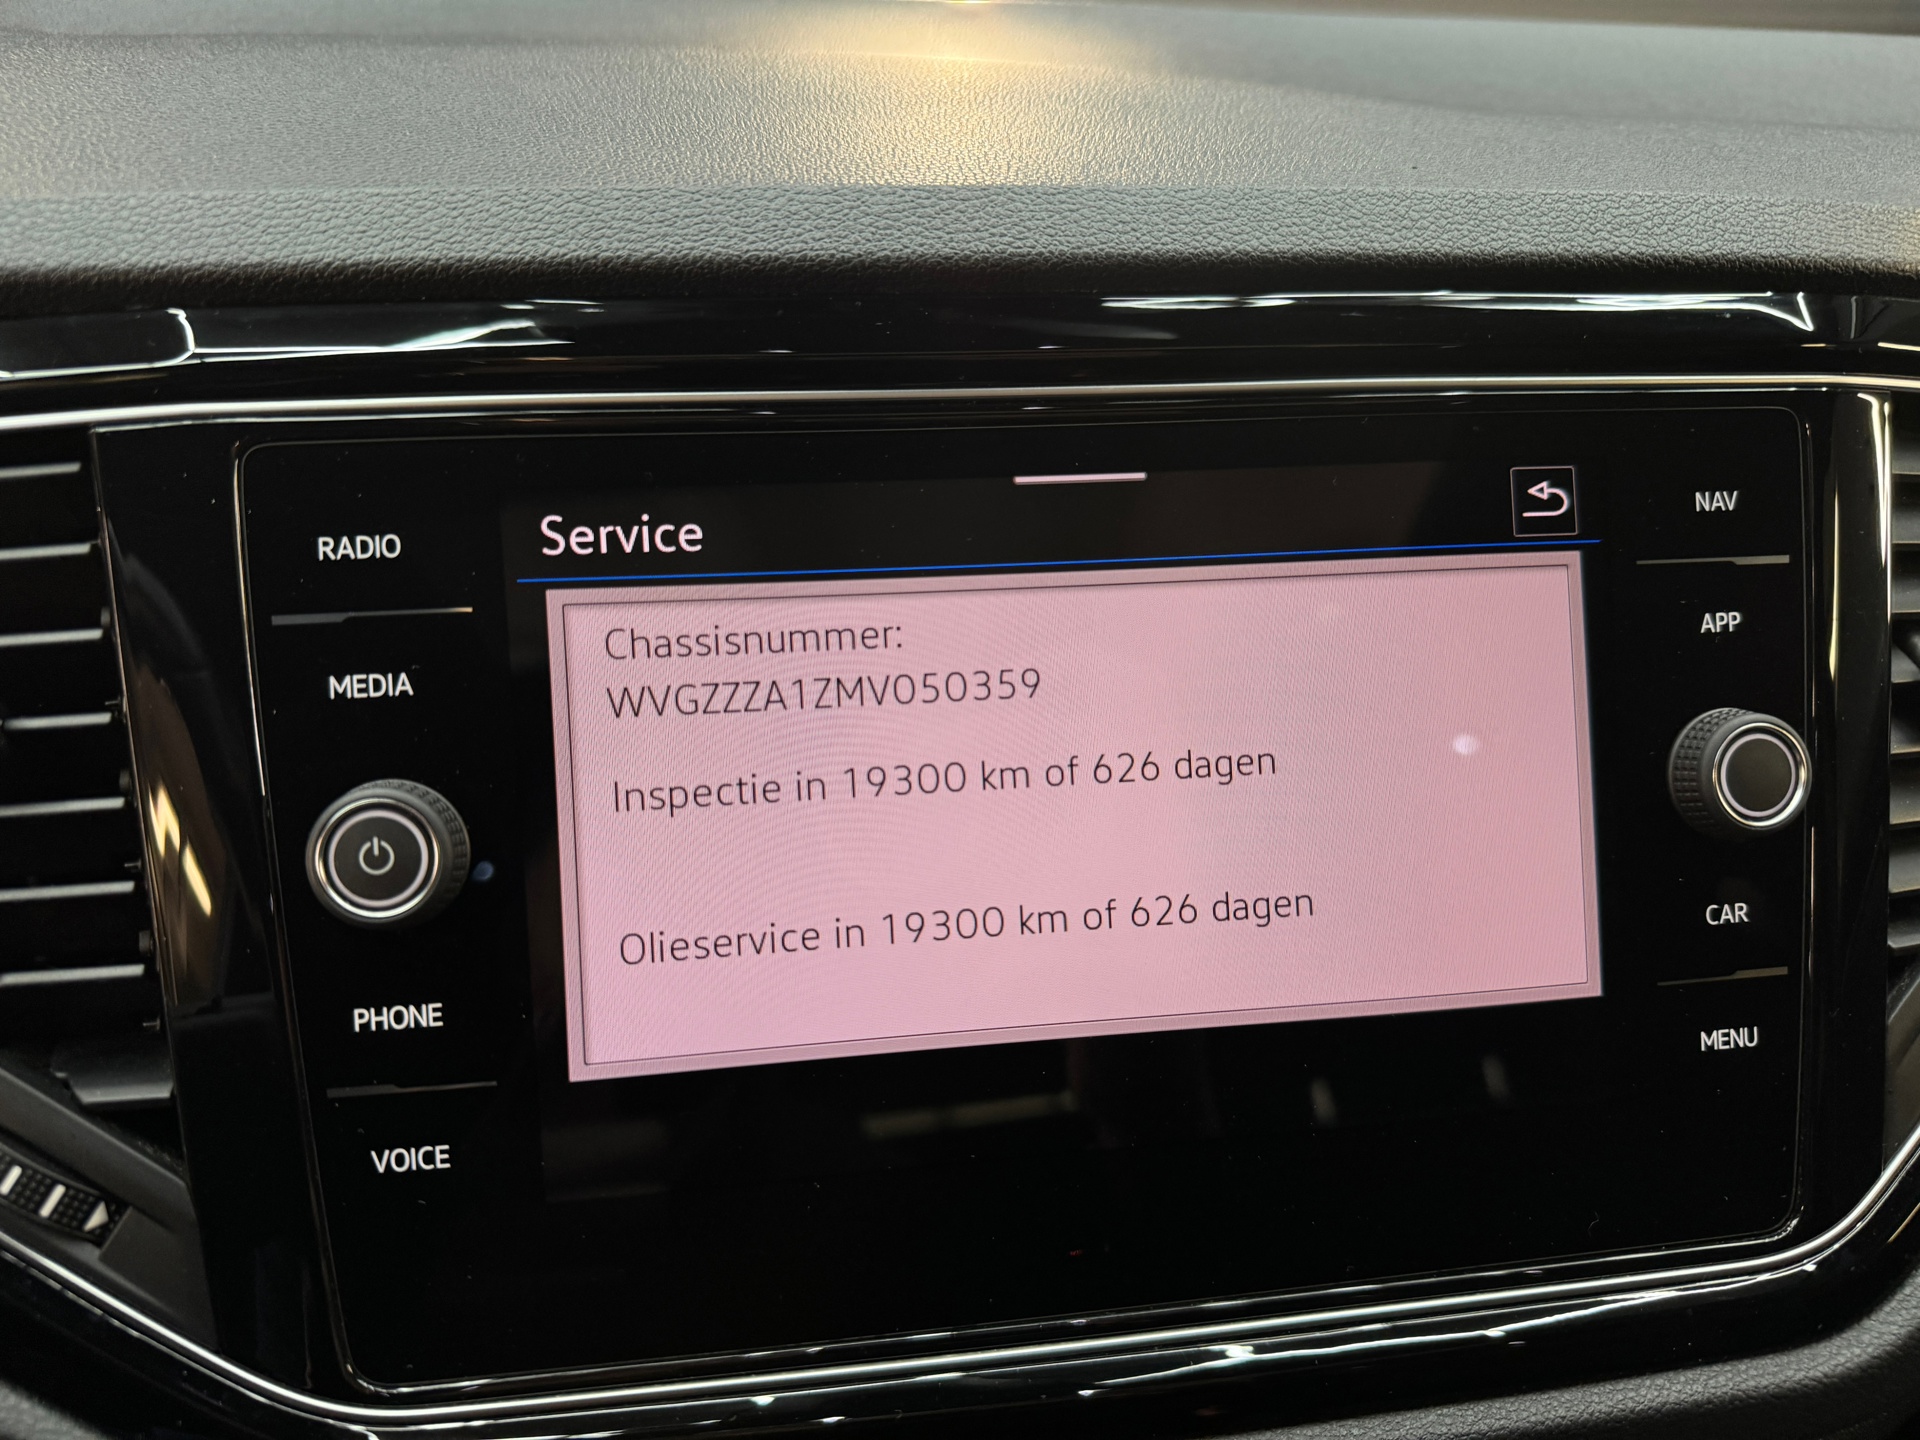 Service
Chassisnummer:
WVGZZZA1ZMV050359
Inspectie in 19300 km of 626 dagen
Olieservice in 19300 km of 626 dagen
RADIO
MEDIA
PHONE
VOICE
NAV
APP
CAR
MENU